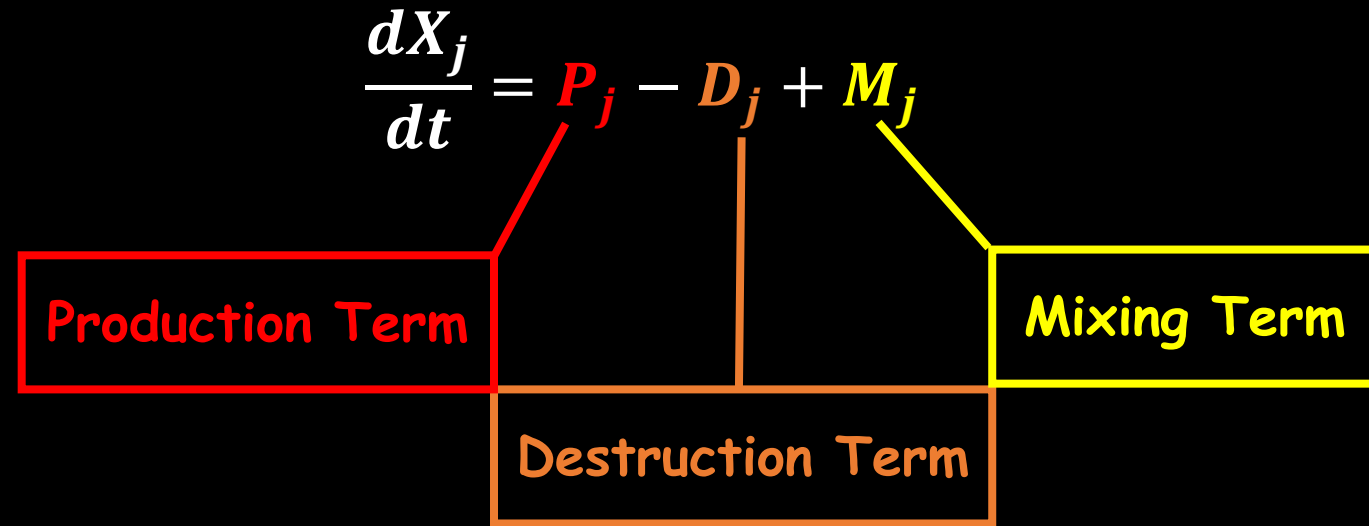 dX_j/dt = P_j − D_j + M_j
Production Term
Mixing Term
Destruction Term